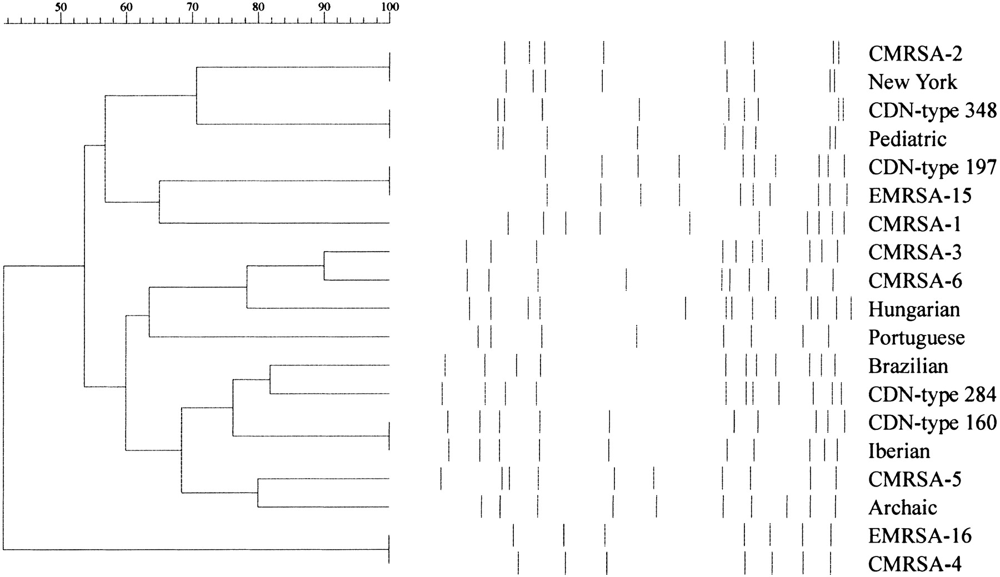 50 60 70 80 90 100
CMRSA-2
New York
CDN-type 348
Pediatric
CDN-type 197
EMRSA-15
CMRSA-1
CMRSA-3
CMRSA-6
Hungarian
Portuguese
Brazilian
CDN-type 284
CDN-type 160
Iberian
CMRSA-5
Archaic
EMRSA-16
CMRSA-4